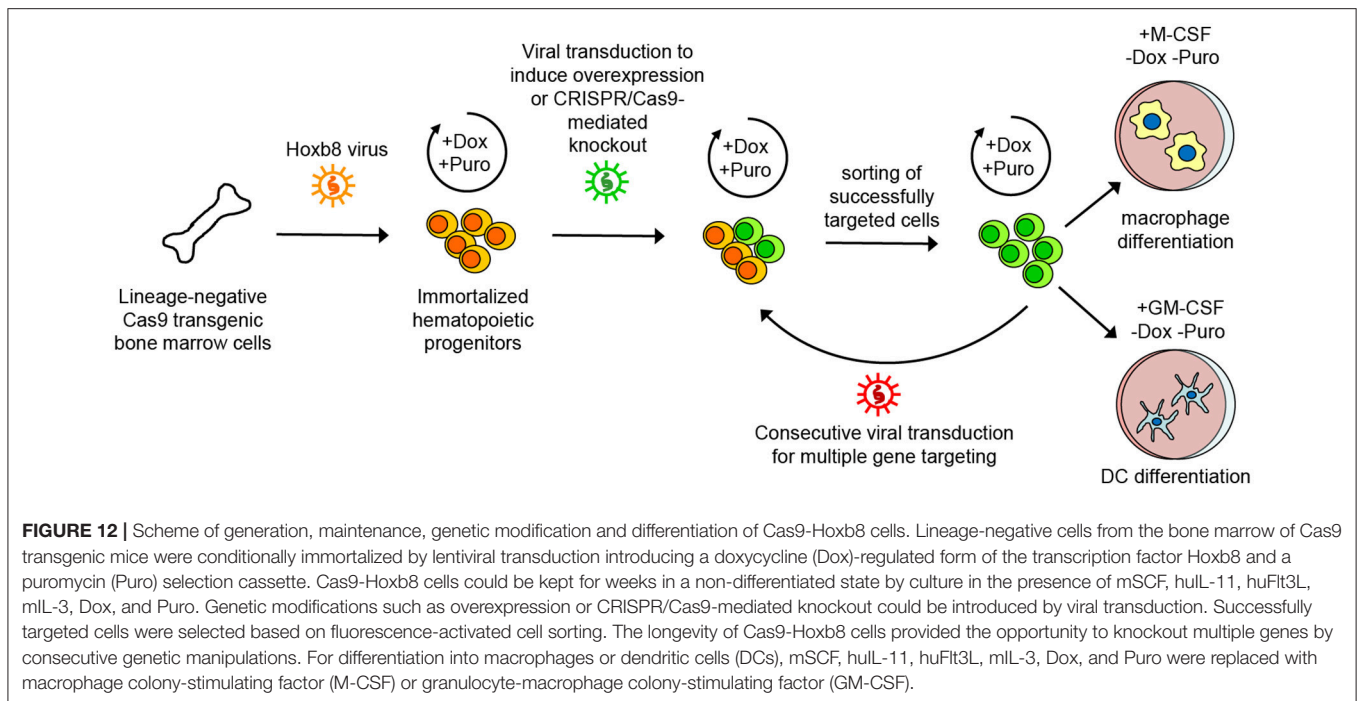 +M-CSF
-Dox -Puro
Viral transduction to
induce overexpression
or CRISPR/Cas9-
mediated
knockout
Hoxb8 virus
+Dox
+Puro
+Dox
+Puro
sorting of
successfully
targeted cells
+Dox
+Puro
macrophage
differentiation
Lineage-negative
Cas9 transgenic
bone marrow cells
Immortalized
hematopoietic
progenitors
+GM-CSF
-Dox -Puro
Consecutive viral transduction
for multiple gene targeting
DC differentiation
FIGURE 12 | Scheme of generation, maintenance, genetic modification and differentiation of Cas9-Hoxb8 cells. Lineage-negative cells from the bone marrow of Cas9
transgenic mice were conditionally immortalized by lentiviral transduction introducing a doxycycline (Dox)-regulated form of the transcription factor Hoxb8 and a
puromycin (Puro) selection cassette. Cas9-Hoxb8 cells could be kept for weeks in a non-differentiated state by culture in the presence of mSCF, huIL-11, huFlt3L,
mIL-3, Dox, and Puro. Genetic modifications such as overexpression or CRISPR/Cas9-mediated knockout could be introduced by viral transduction. Successfully
targeted cells were selected based on fluorescence-activated cell sorting. The longevity of Cas9-Hoxb8 cells provided the opportunity to knockout multiple genes by
consecutive genetic manipulations. For differentiation into macrophages or dendritic cells (DCs), mSCF, huIL-11, huFlt3L, mIL-3, Dox, and Puro were replaced with
macrophage colony-stimulating factor (M-CSF) or granulocyte-macrophage colony-stimulating factor (GM-CSF).